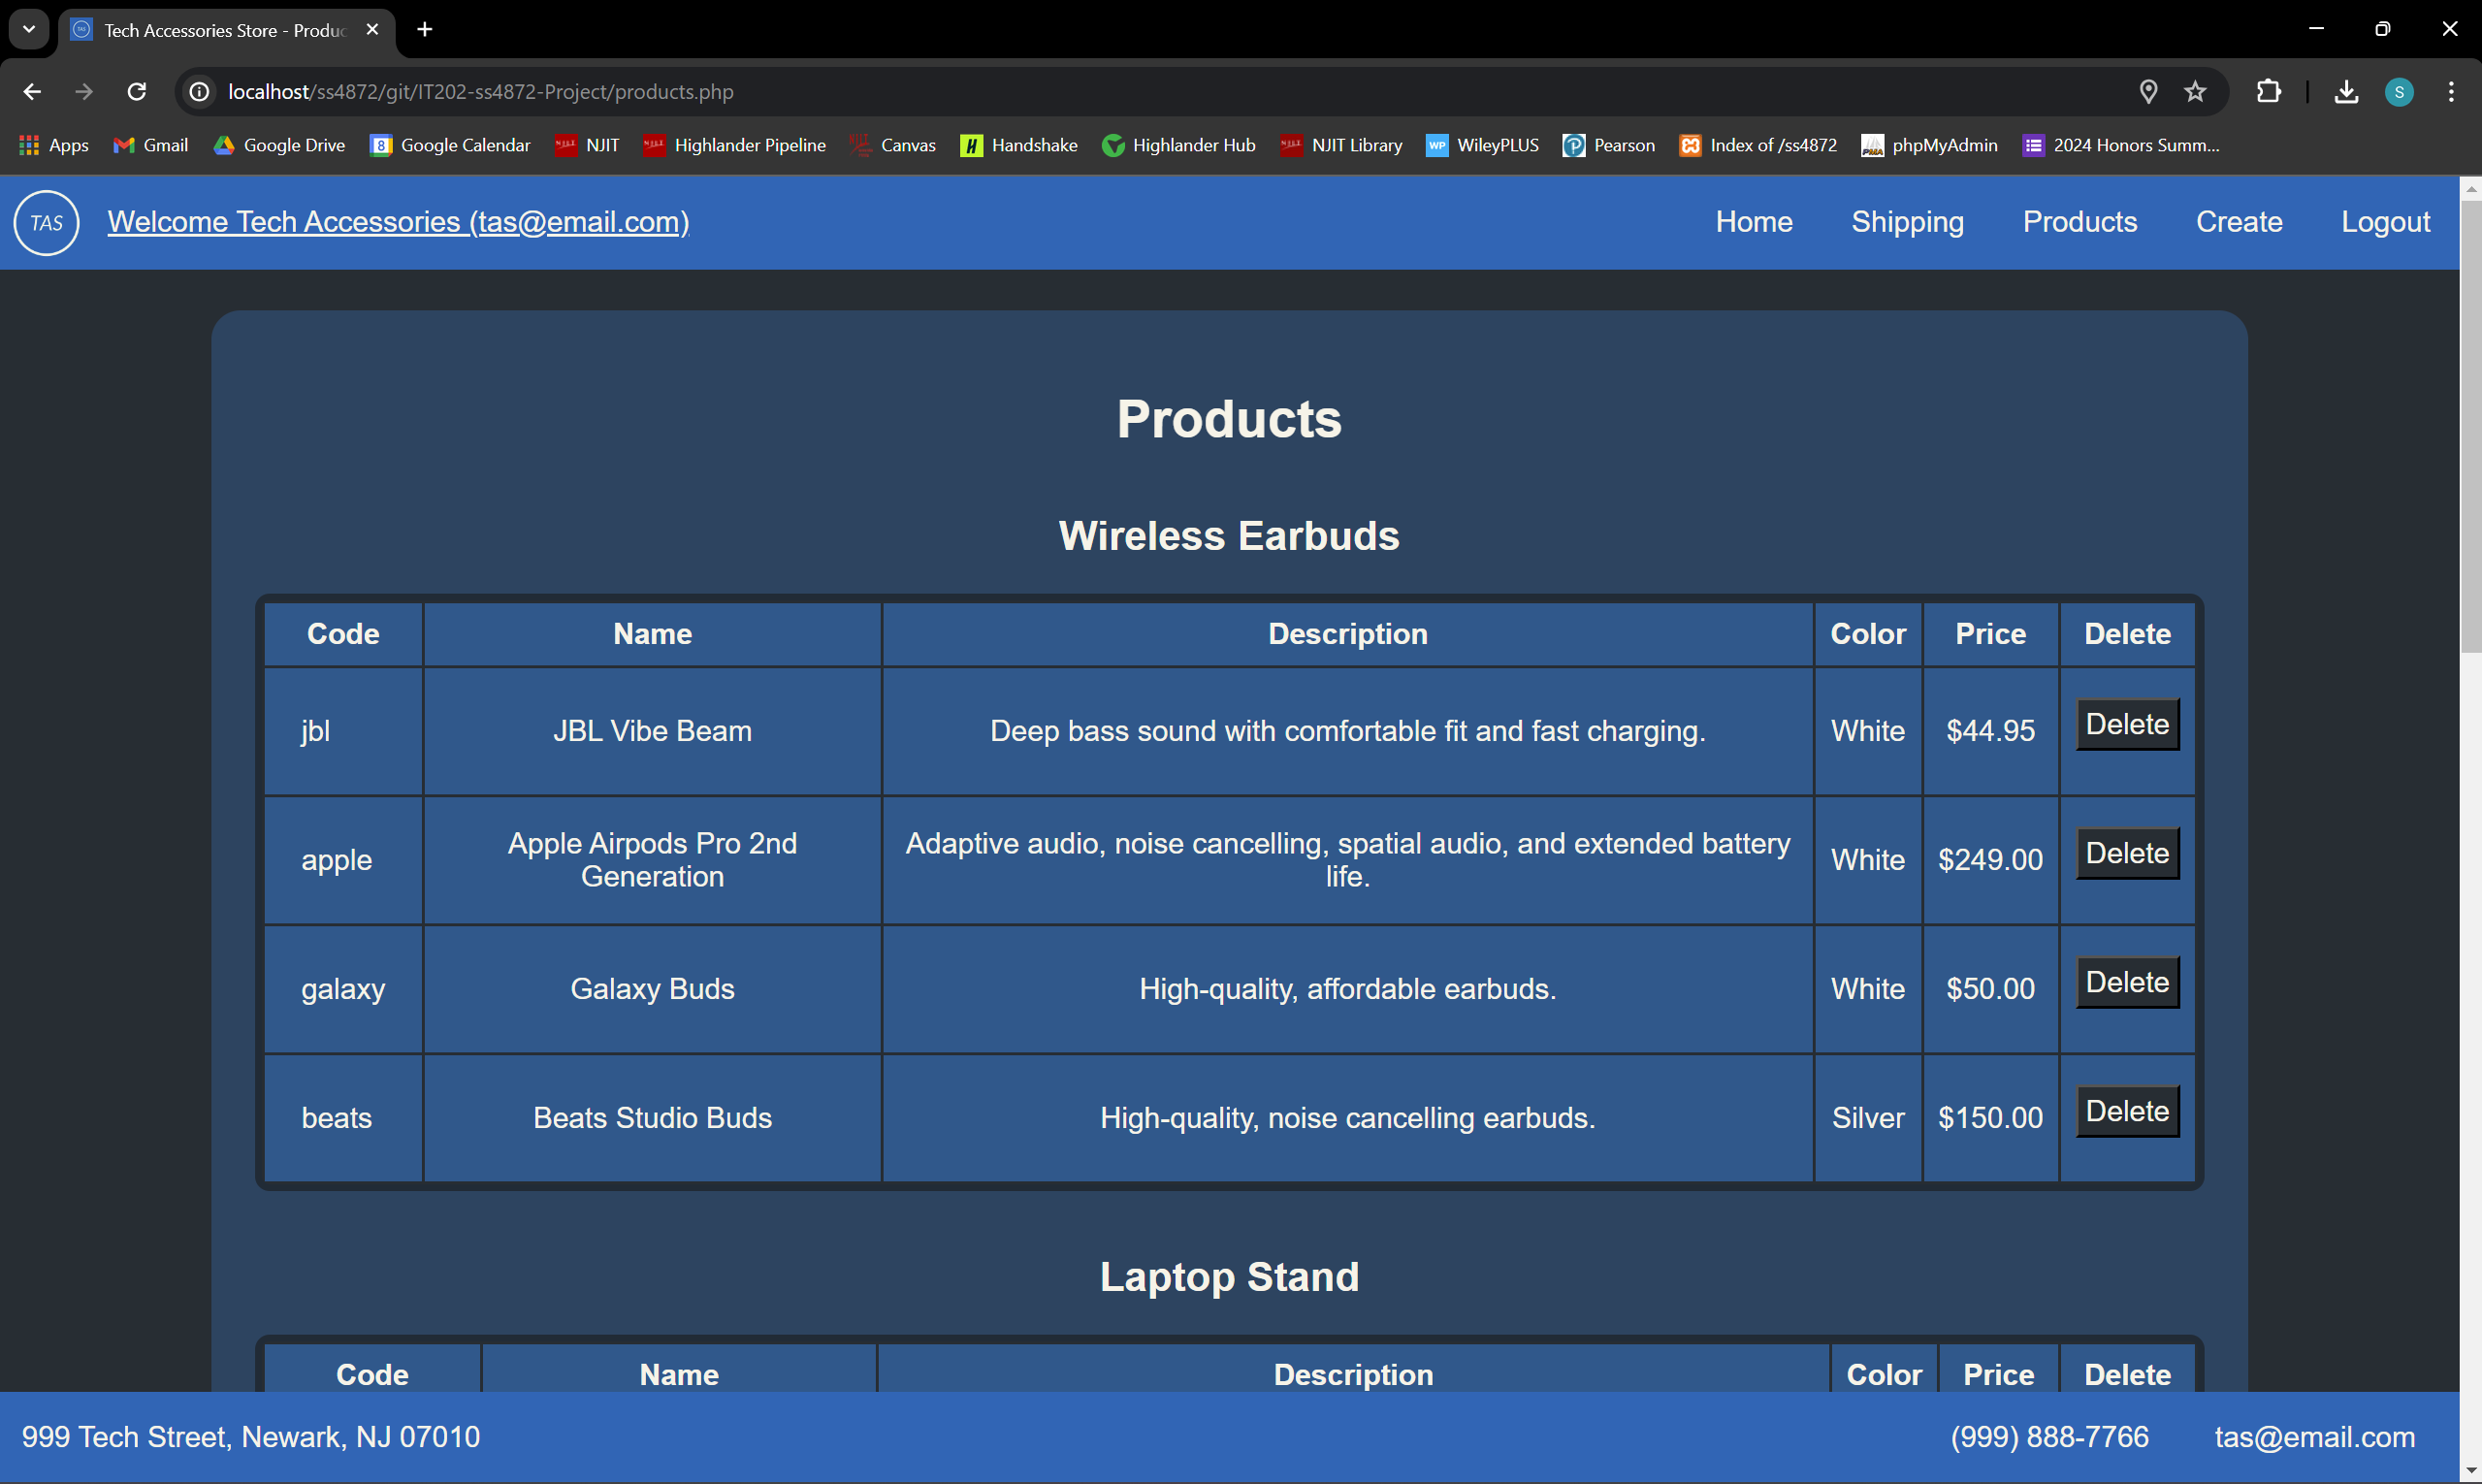 Tech Accessories Store - Produc
localhost/ss4872/git/IT202-ss4872-Project/products.php
Apps Gmail Google Drive 8 Google Calendar NJIT NJIT Highlander Pipeline Canvas H Handshake Highlander Hub NJIT NJIT Library WP WileyPLUS P Pearson Index of /ss4872 PMA phpMyAdmin 2024 Honors Summ...
S
TAS Welcome Tech Accessories (tas@email.com) Home Shipping Products Create Logout
Products
Wireless Earbuds
Code Name Description Color Price Delete
jbl JBL Vibe Beam Deep bass sound with comfortable fit and fast charging. White $44.95 Delete
apple Apple Airpods Pro 2nd Generation Adaptive audio, noise cancelling, spatial audio, and extended battery life. White $249.00 Delete
galaxy Galaxy Buds High-quality, affordable earbuds. White $50.00 Delete
beats Beats Studio Buds High-quality, noise cancelling earbuds. Silver $150.00 Delete
Laptop Stand
Code Name Description Color Price Delete
999 Tech Street, Newark, NJ 07010 (999) 888-7766 tas@email.com